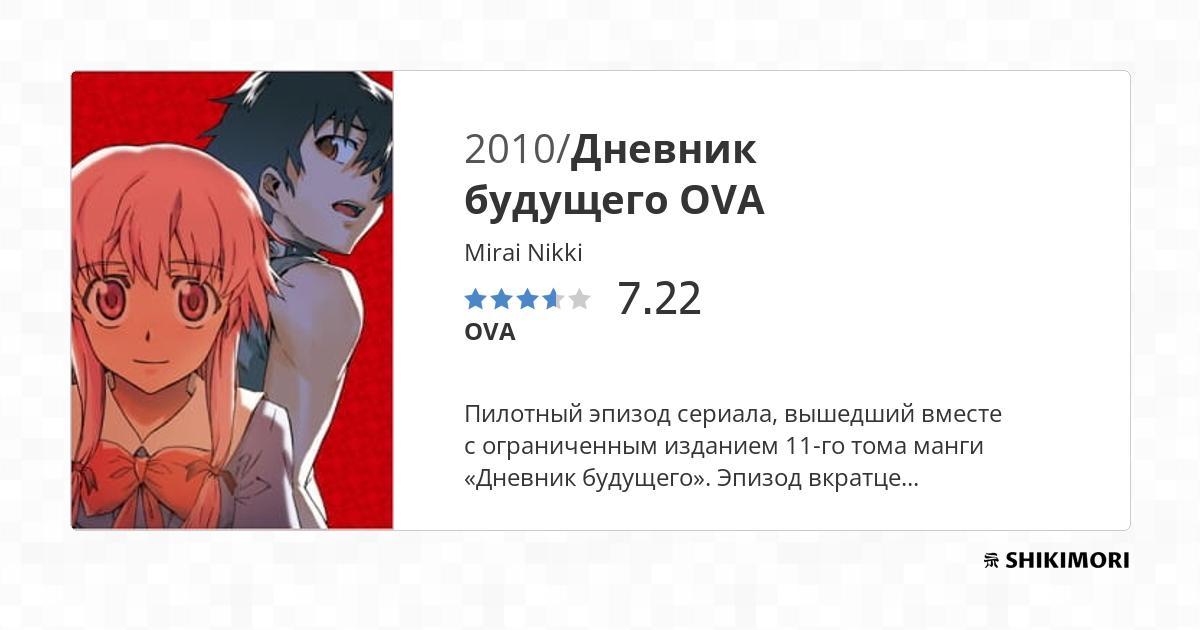 2010/Дневник
будущего OVA
Mirai Nikki
7.22
OVA
Пилотный эпизод сериала, вышедший вместе
с ограниченным изданием 11-го тома манги
«Дневник будущего». Эпизод вкратце...
SHIKIMORI